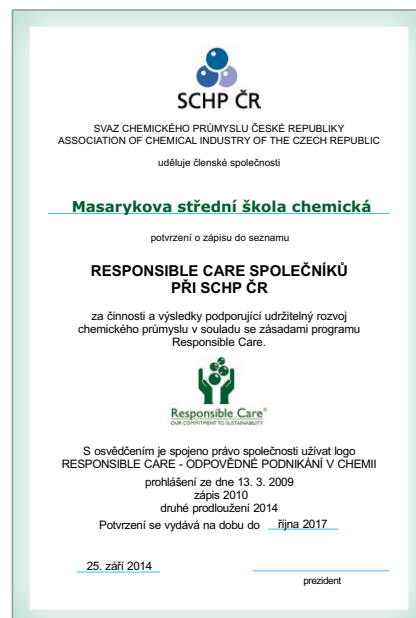 SCHP ČR
SVAZ CHEMICKÉHO PRŮMYSLU ČESKÉ REPUBLIKY
ASSOCIATION OF CHEMICAL INDUSTRY OF THE CZECH REPUBLIC
uděluje členské společnosti
Masarykova střední škola chemická
potvrzení o zápisu do seznamu
RESPONSIBLE CARE SPOLEČNÍKŮ
PŘI SCHP ČR
za činnosti a výsledky podporující udržitelný rozvoj
chemického průmyslu v souladu se zásadami programu
Responsible Care.
Responsible Care®
OUR COMMITMENT TO SUSTAINABILITY
S osvědčením je spojeno právo společnosti užívat logo
RESPONSIBLE CARE - ODPOVĚDNÉ PODNIKÁNÍ V CHEMII
prohlášení ze dne 13. 3. 2009
zápis 2010
druhé prodloužení 2014
Potvrzení se vydává na dobu do října 2017
25. září 2014
prezident